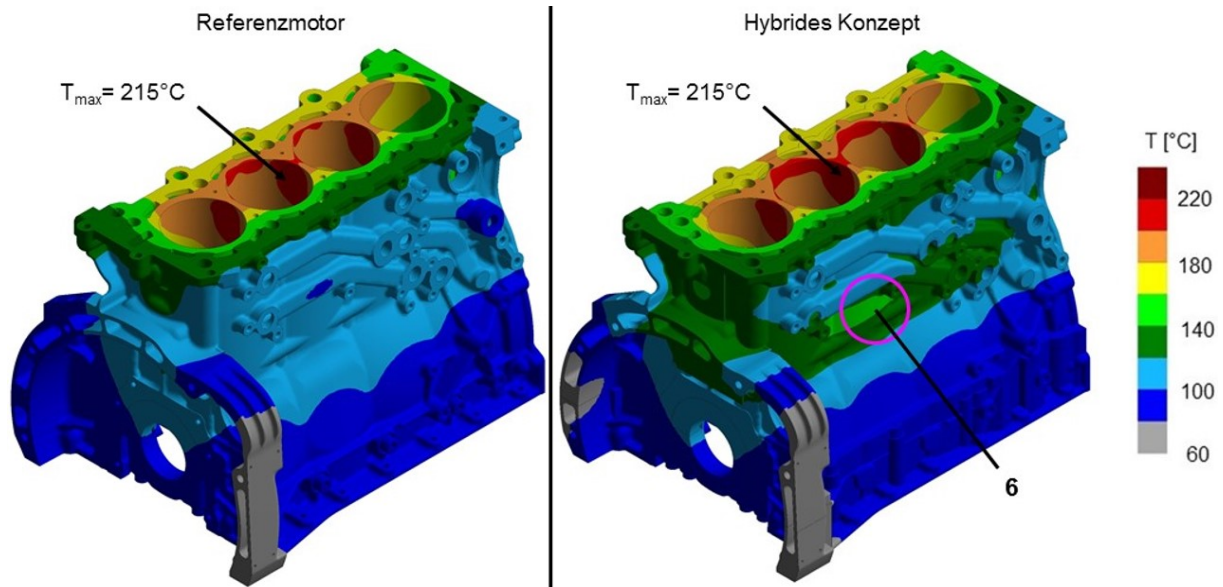 Referenzmotor
Tmax= 215°C
Hybrides Konzept
Tmax= 215°C
6
T [°C]
220
180
140
100
60